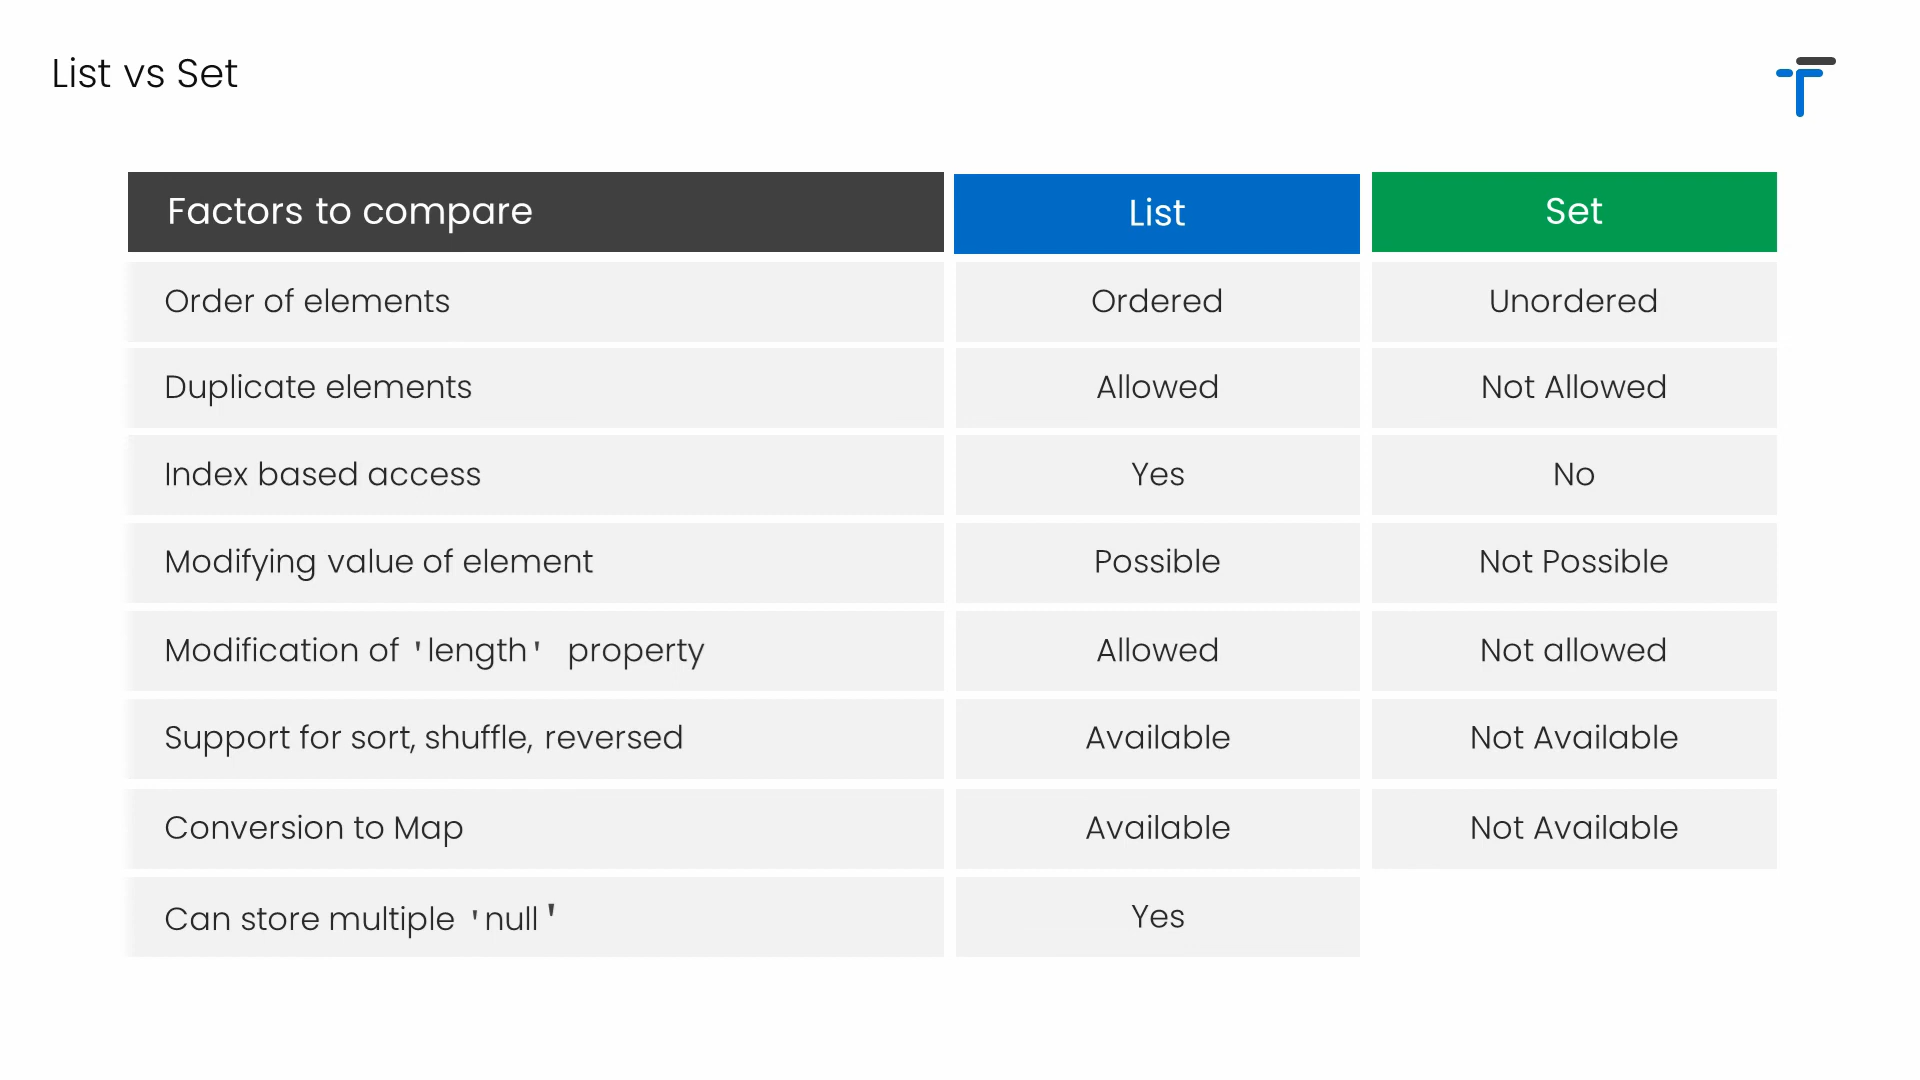 List vs Set
Factors to compare List Set
Order of elements Ordered Unordered
Duplicate elements Allowed Not Allowed
Index based access Yes No
Modifying value of element Possible Not Possible
Modification of 'length' property Allowed Not allowed
Support for sort, shuffle, reversed Available Not Available
Conversion to Map Available Not Available
Can store multiple 'null' Yes